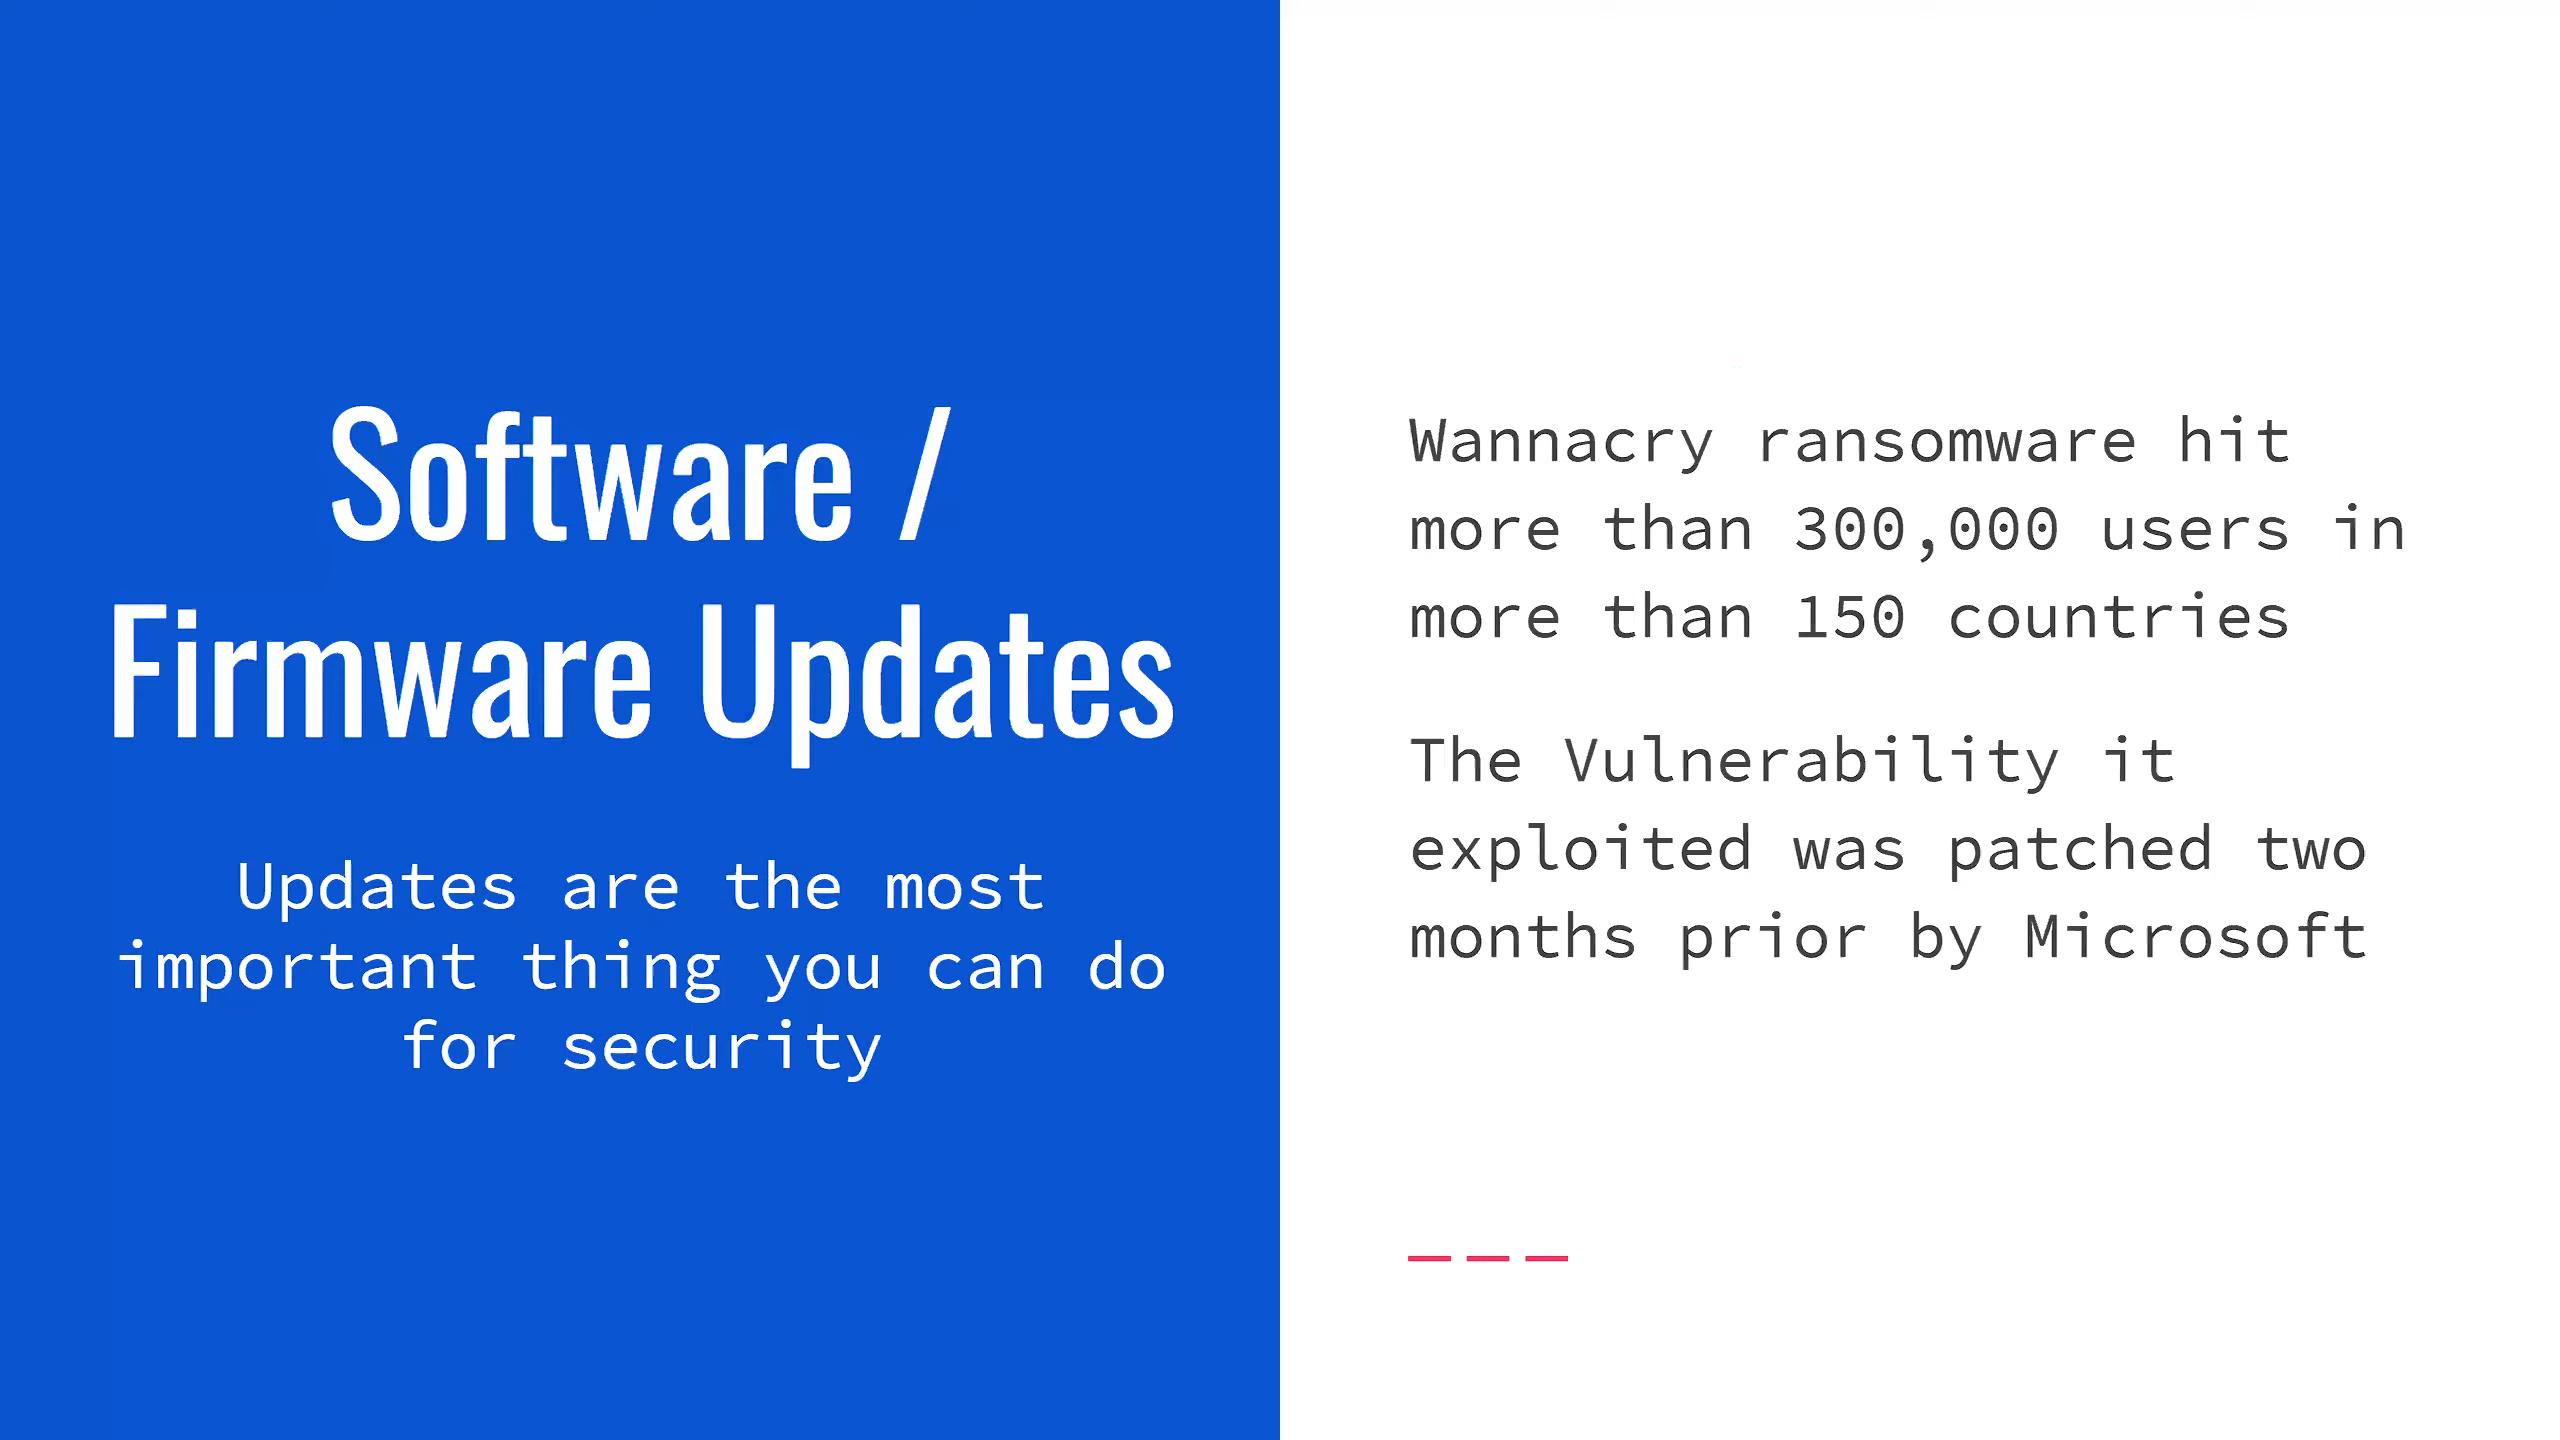 Software /
Firmware Updates
Updates are the most
important thing you can do
for security
Wannacry ransomware hit
more than 300,000 users in
more than 150 countries
The Vulnerability it
exploited was patched two
months prior by Microsoft